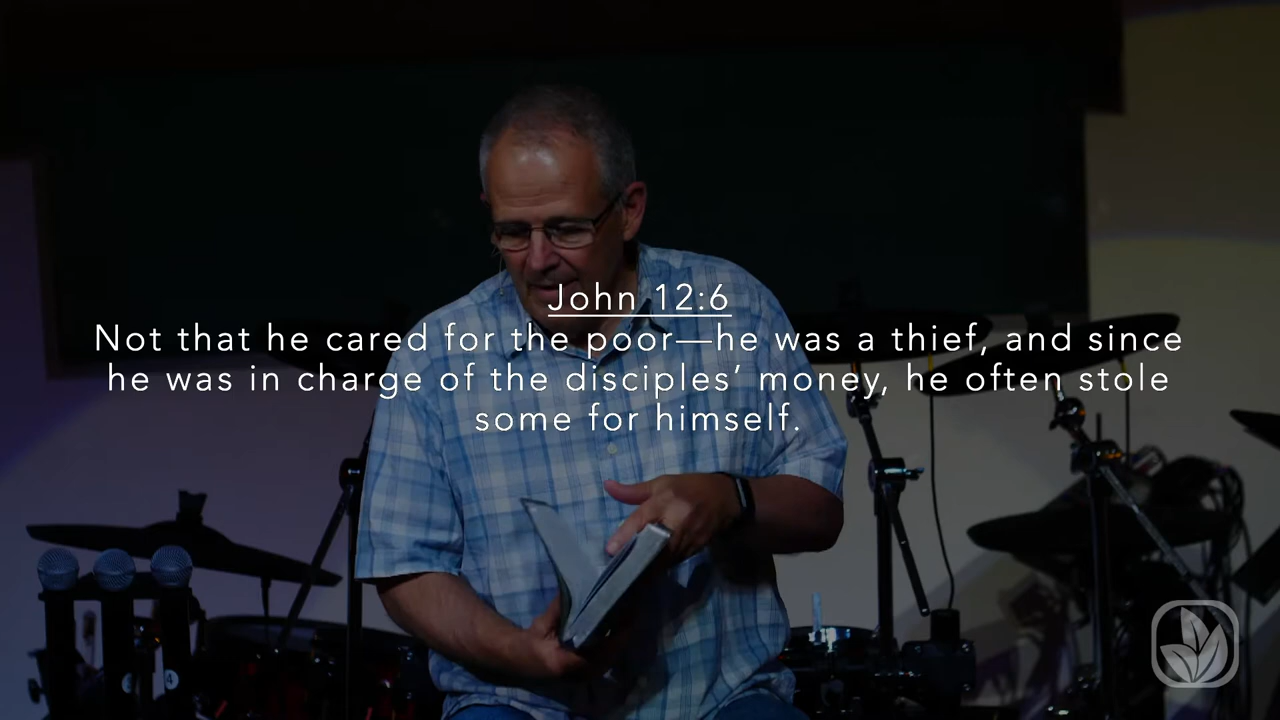 John 12:6
Not that he cared for the poor—he was a thief, and since
he was in charge of the disciples’ money, he often stole
some for himself.
4